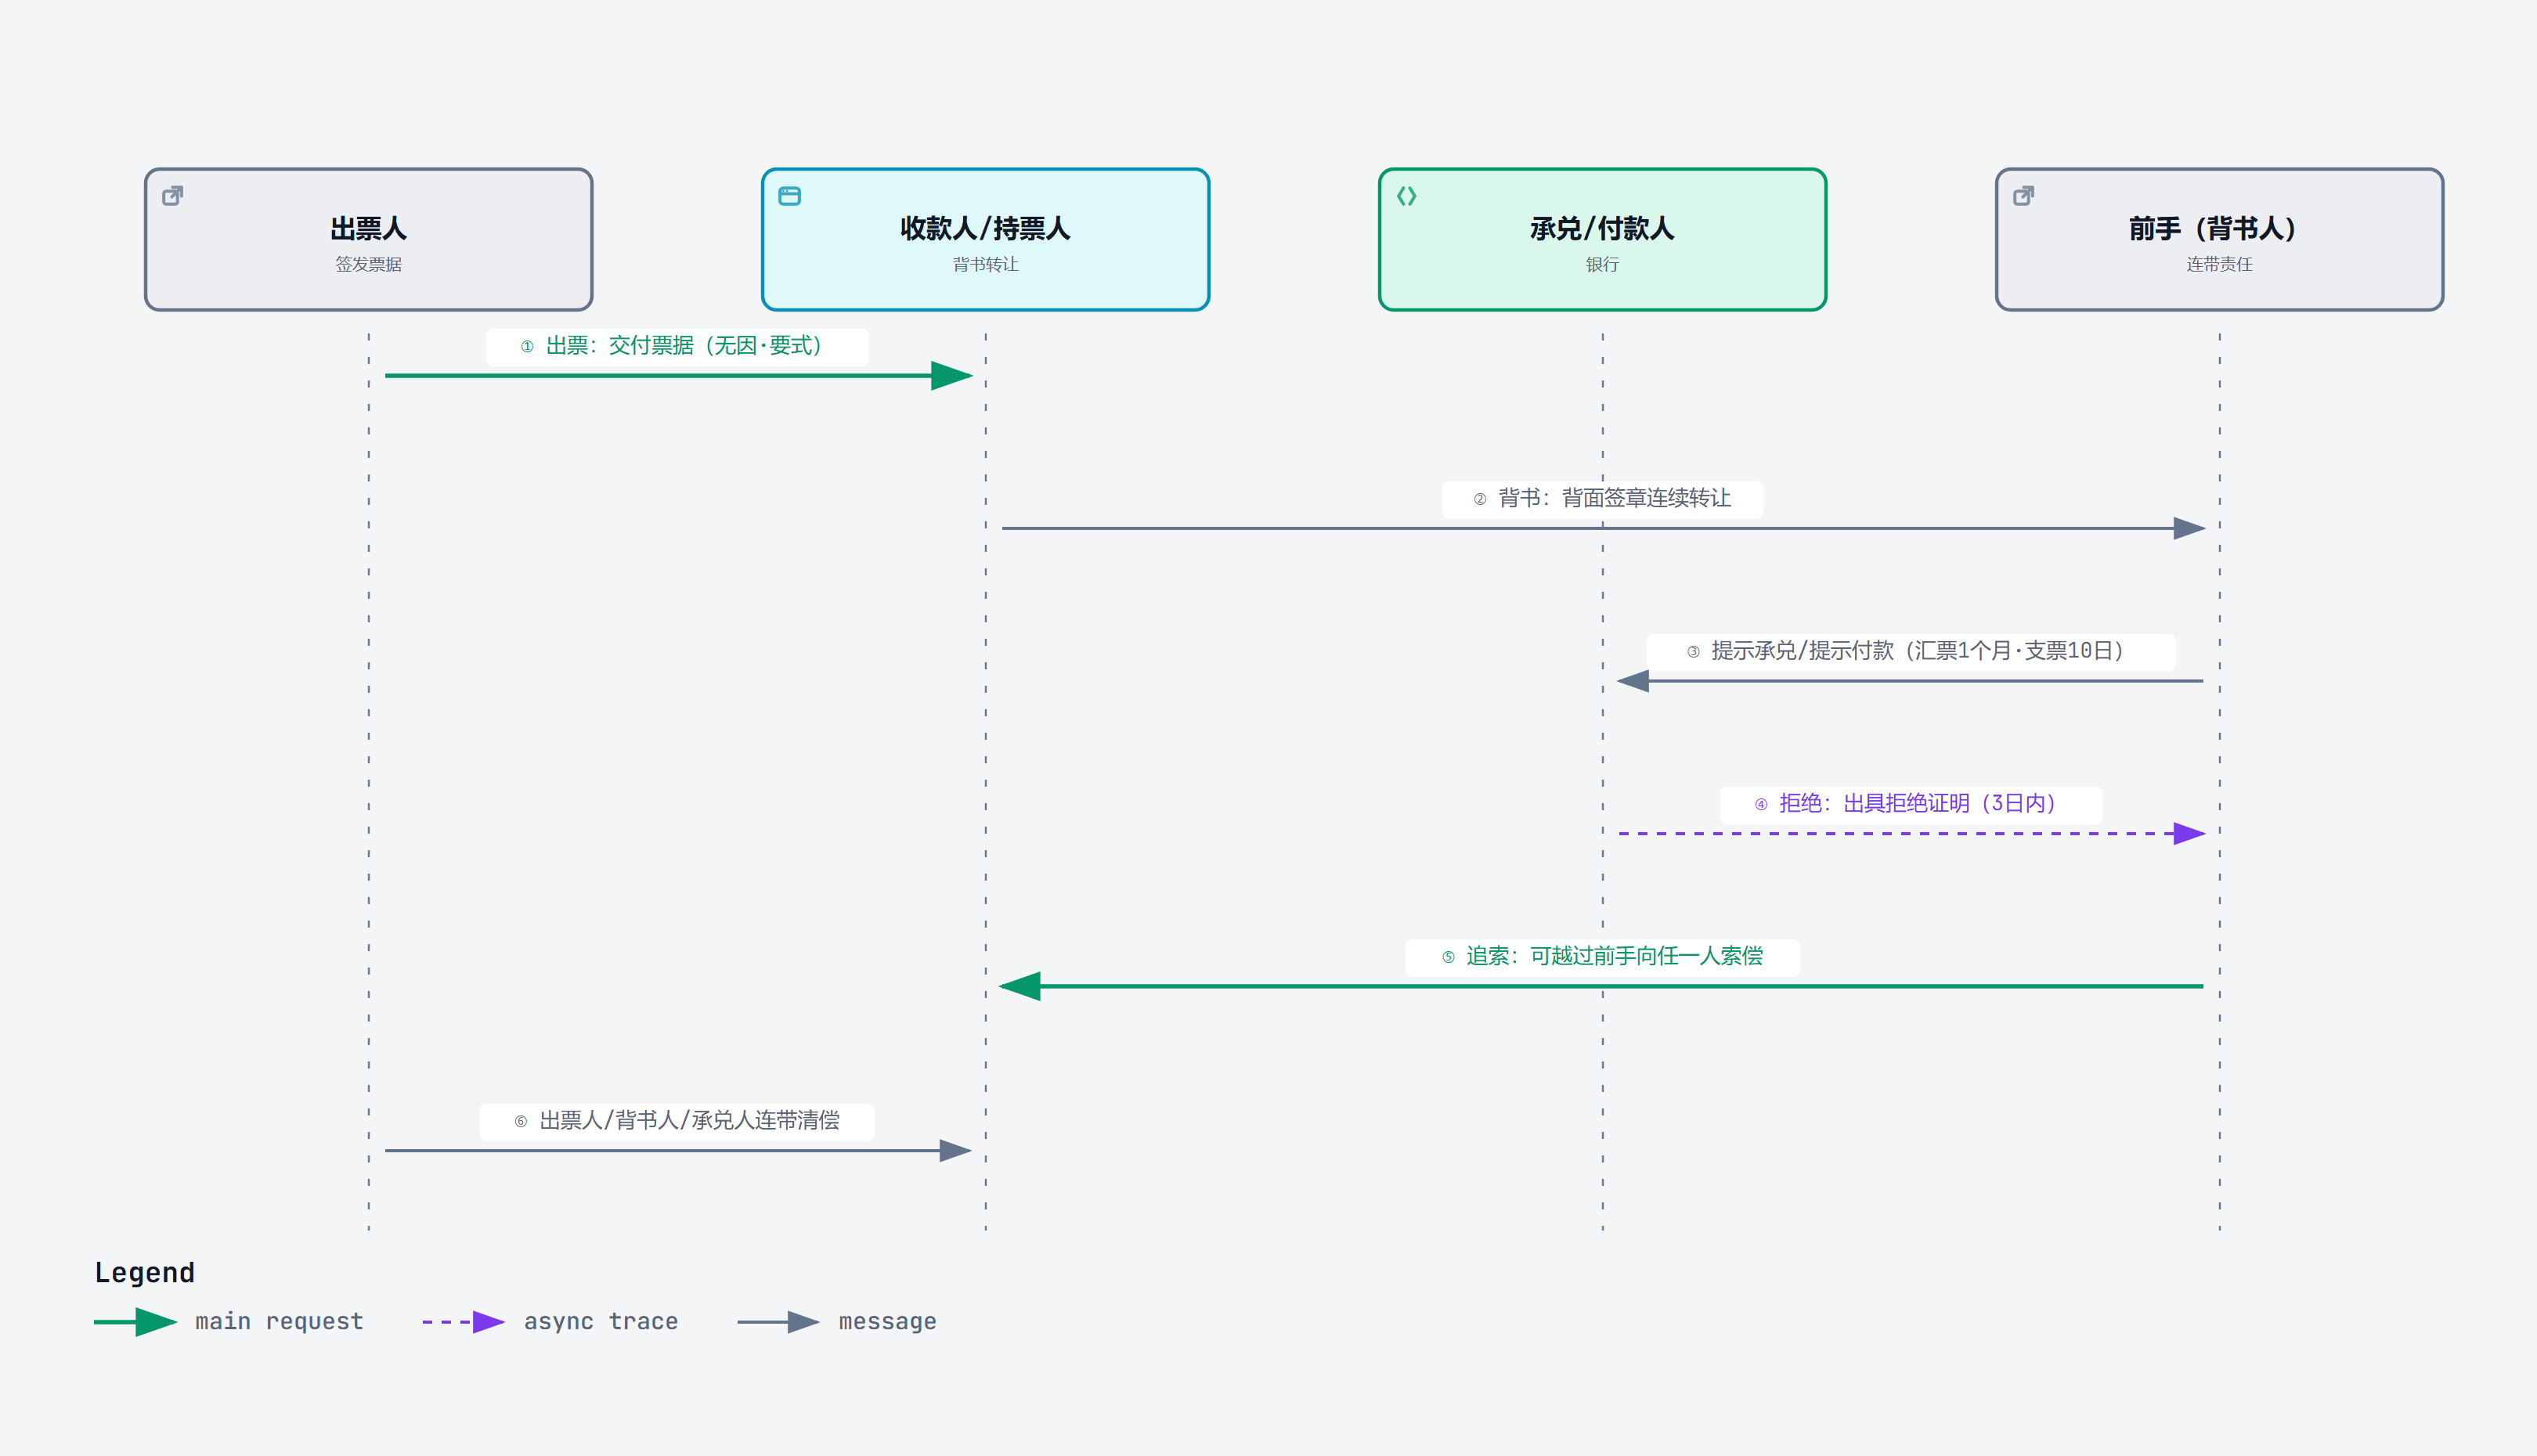 出票人
签发票据
收款人/持票人
背书转让
承兑/付款人
银行
前手（背书人）
连带责任
① 出票：交付票据（无因·要式）
② 背书：背面签章连续转让
③ 提示承兑/提示付款（汇票1个月·支票10日）
④ 拒绝：出具拒绝证明（3日内）
⑤ 追索：可越过前手向任一人索偿
⑥ 出票人/背书人/承兑人连带清偿
Legend
main request
async trace
message